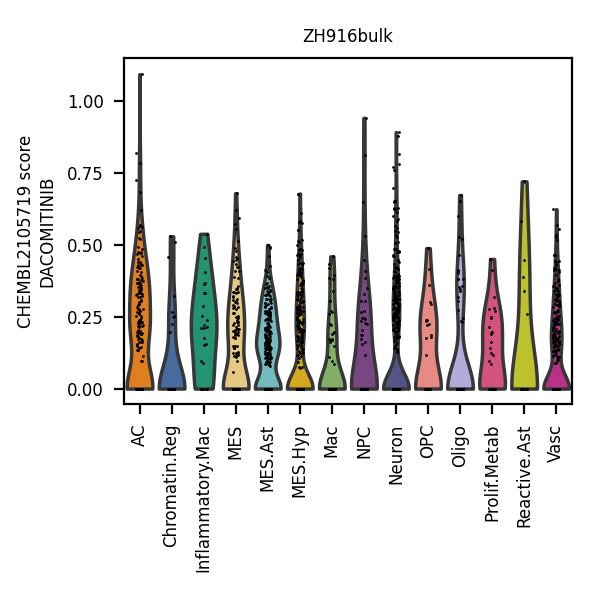 ZH916bulk
CHEMBL2105719 score
DACOMITINIB
1.00
0.75
0.50
0.25
0.00
AC
Chromatin.Reg
Inflammatory.Mac
MES
MES.Ast
MES.Hyp
Mac
NPC
Neuron
OPC
Oligo
Prolif.Metab
Reactive.Ast
Vasc